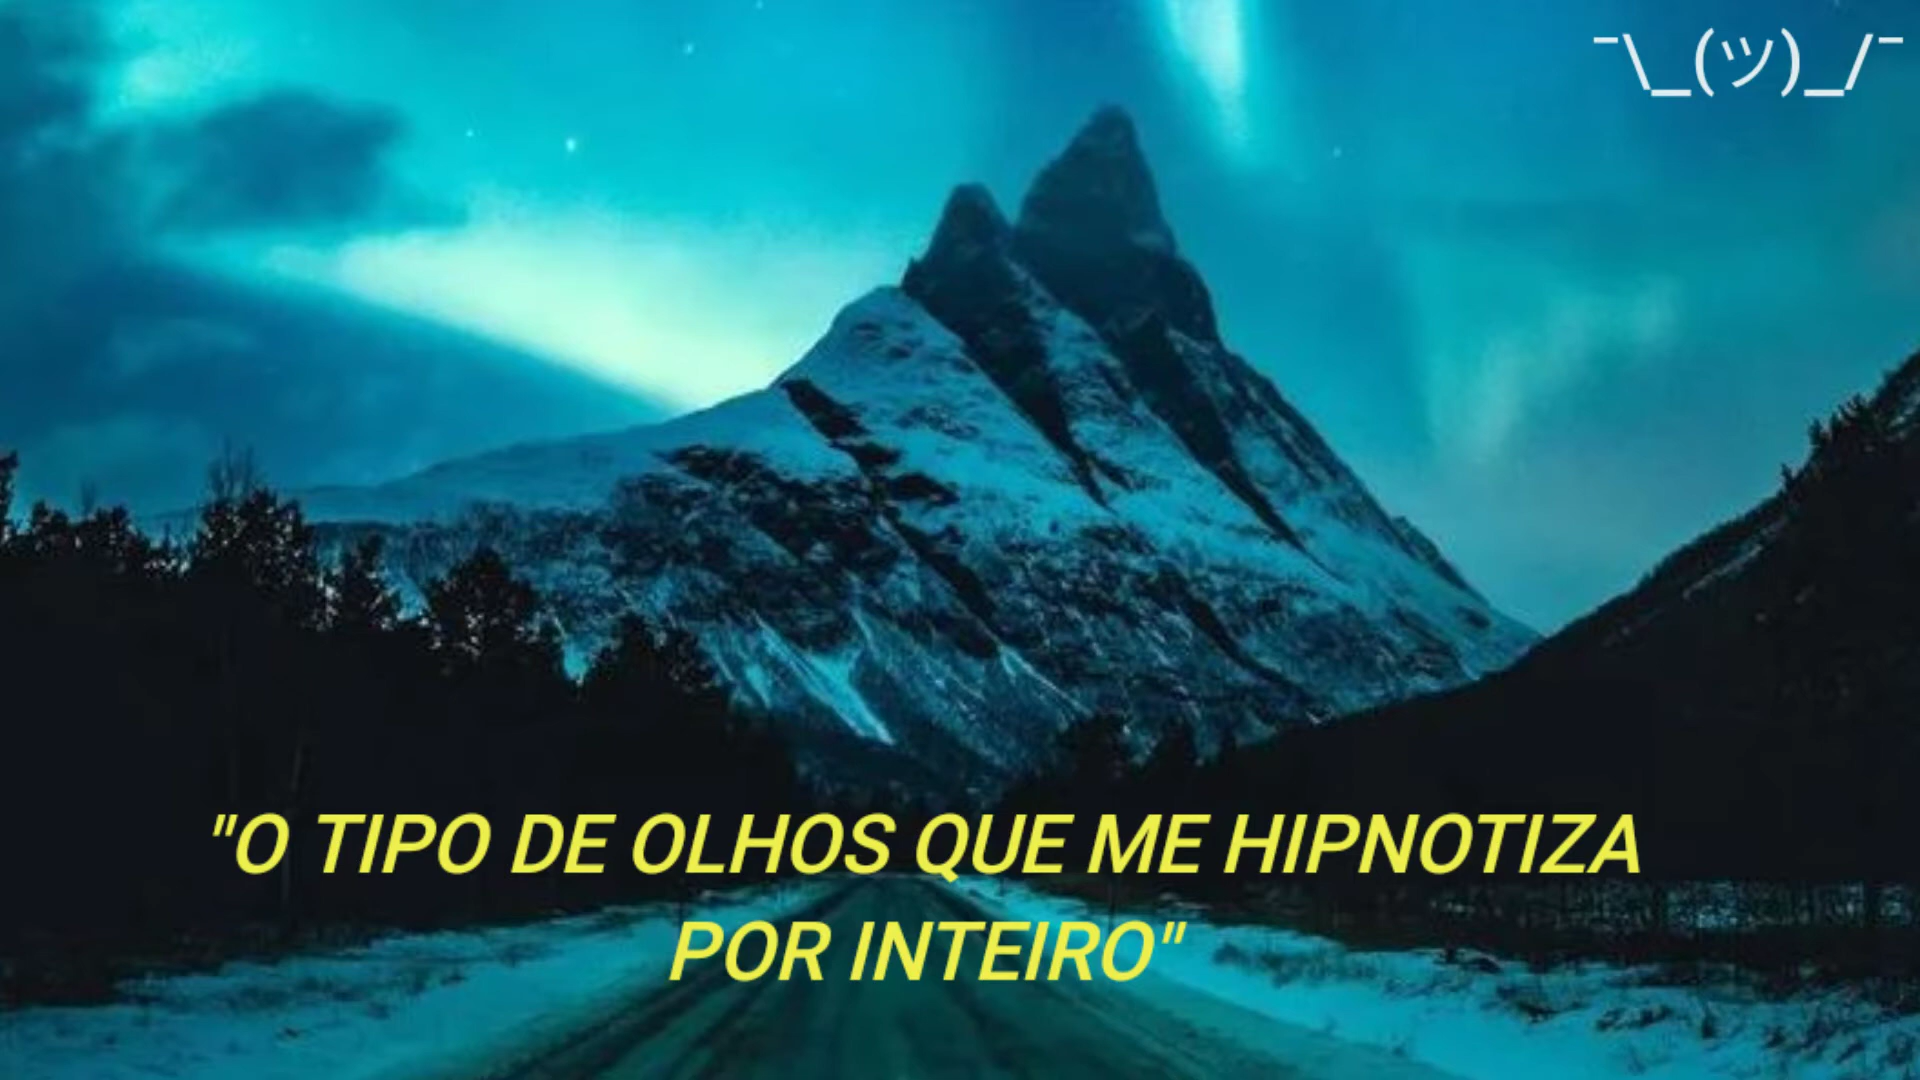 ¯\_(ツ)_/¯
"O TIPO DE OLHOS QUE ME HIPNOTIZA
POR INTEIRO"